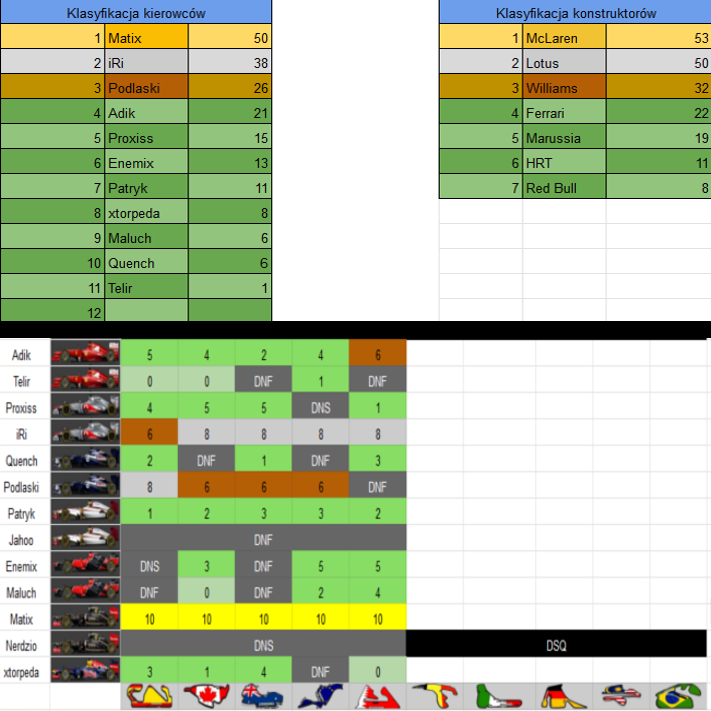 Klasyfikacja kierowców
1 Matix 50
2 iRi 38
3 Podlaski 26
4 Adik 21
5 Proxiss 15
6 Enemix 13
7 Patryk 11
8 xtorpeda 8
9 Maluch 6
10 Quench 6
11 Telir 1
12
Klasyfikacja konstruktorów
1 McLaren 53
2 Lotus 50
3 Williams 32
4 Ferrari 22
5 Marussia 19
6 HRT 11
7 Red Bull 8
Adik 5 4 2 4 6
Telir 0 0 DNF 1 DNF
Proxiss 4 5 5 DNS 1
iRi 6 8 8 8 8
Quench 2 DNF 1 DNF 3
Podlaski 8 6 6 6 DNF
Patryk 1 2 3 3 2
Jahoo DNF
Enemix DNS 3 DNF 5 5
Maluch DNF 0 DNF 2 4
Matix 10 10 10 10 10
Nerdzio DNS DSQ
xtorpeda 3 1 4 DNF 0